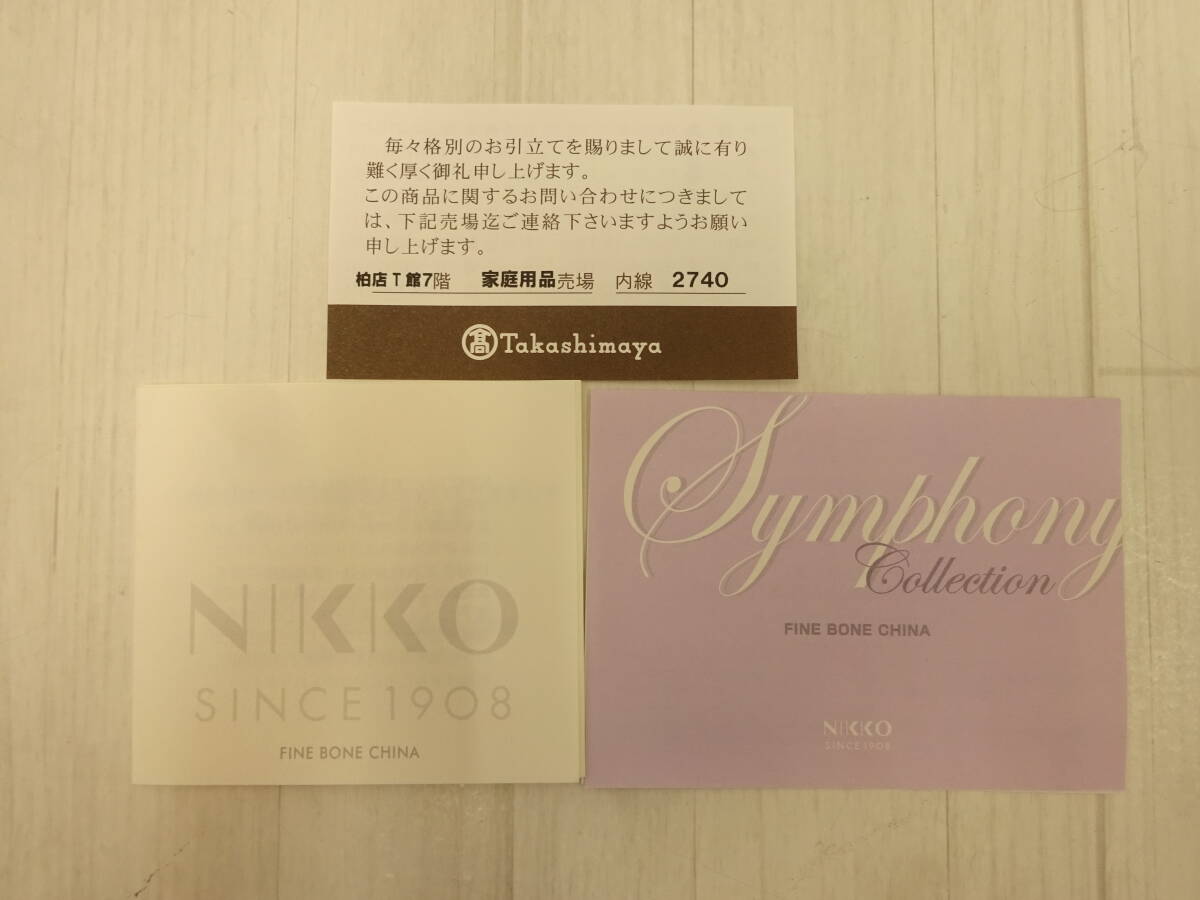 毎々格別のお引立てを賜りまして誠に有り
難く厚く御礼申し上げます。
この商品に関するお問い合わせにつきまして
は、下記売場迄ご連絡下さいますようお願い
申し上げます。
柏店T館7階 家庭用品売場 内線 2740
髙 Takashimaya
NIKKO
SINCE 1908
FINE BONE CHINA
Symphony
Collection
FINE BONE CHINA
NIKKO
SINCE 1908